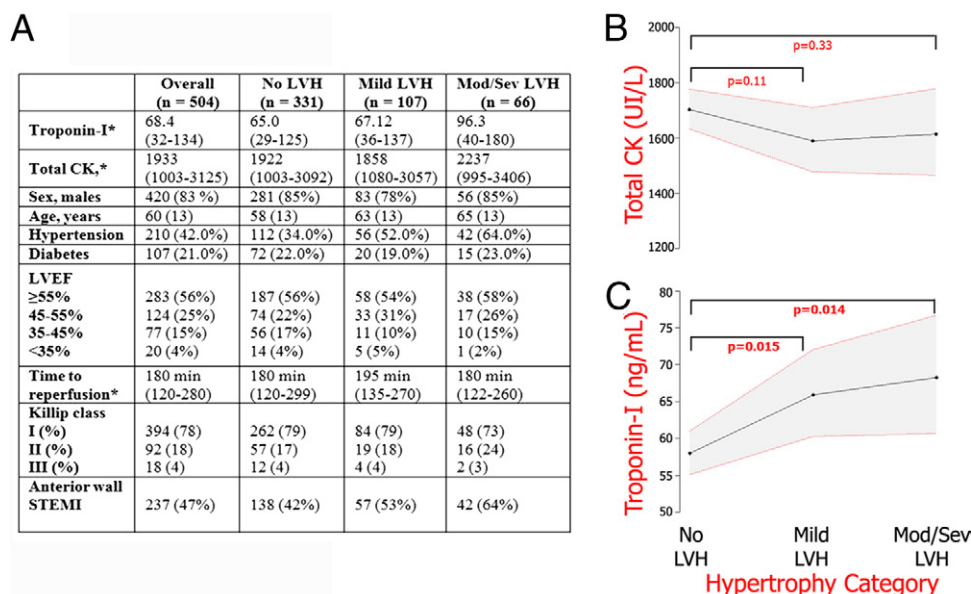 A
Overall (n = 504) No LVH (n = 331) Mild LVH (n = 107) Mod/Sev LVH (n = 66)
Troponin-I* 68.4 (32-134) 65.0 (29-125) 67.12 (36-137) 96.3 (40-180)
Total CK,* 1933 (1003-3125) 1922 (1003-3092) 1858 (1080-3057) 2237 (995-3406)
Sex, males 420 (83 %) 281 (85%) 83 (78%) 56 (85%)
Age, years 60 (13) 58 (13) 63 (13) 65 (13)
Hypertension 210 (42.0%) 112 (34.0%) 56 (52.0%) 42 (64.0%)
Diabetes 107 (21.0%) 72 (22.0%) 20 (19.0%) 15 (23.0%)
LVEF
≥55% 283 (56%) 187 (56%) 58 (54%) 38 (58%)
45-55% 124 (25%) 74 (22%) 33 (31%) 17 (26%)
35-45% 77 (15%) 56 (17%) 11 (10%) 10 (15%)
<35% 20 (4%) 14 (4%) 5 (5%) 1 (2%)
Time to reperfusion* 180 min (120-280) 180 min (120-299) 195 min (135-270) 180 min (122-260)
Killip class
I (%) 394 (78) 262 (79) 84 (79) 48 (73)
II (%) 92 (18) 57 (17) 19 (18) 16 (24)
III (%) 18 (4) 12 (4) 4 (4) 2 (3)
Anterior wall
STEMI 237 (47%) 138 (42%) 57 (53%) 42 (64%)
B
Total CK (UI/L)
2000
1800
1600
1400
1200
p=0.33
p=0.11
C
Troponin-I (ng/mL)
80
75
70
65
60
55
50
p=0.014
p=0.015
No LVH
Mild LVH
Mod/Sev LVH
Hypertrophy Category